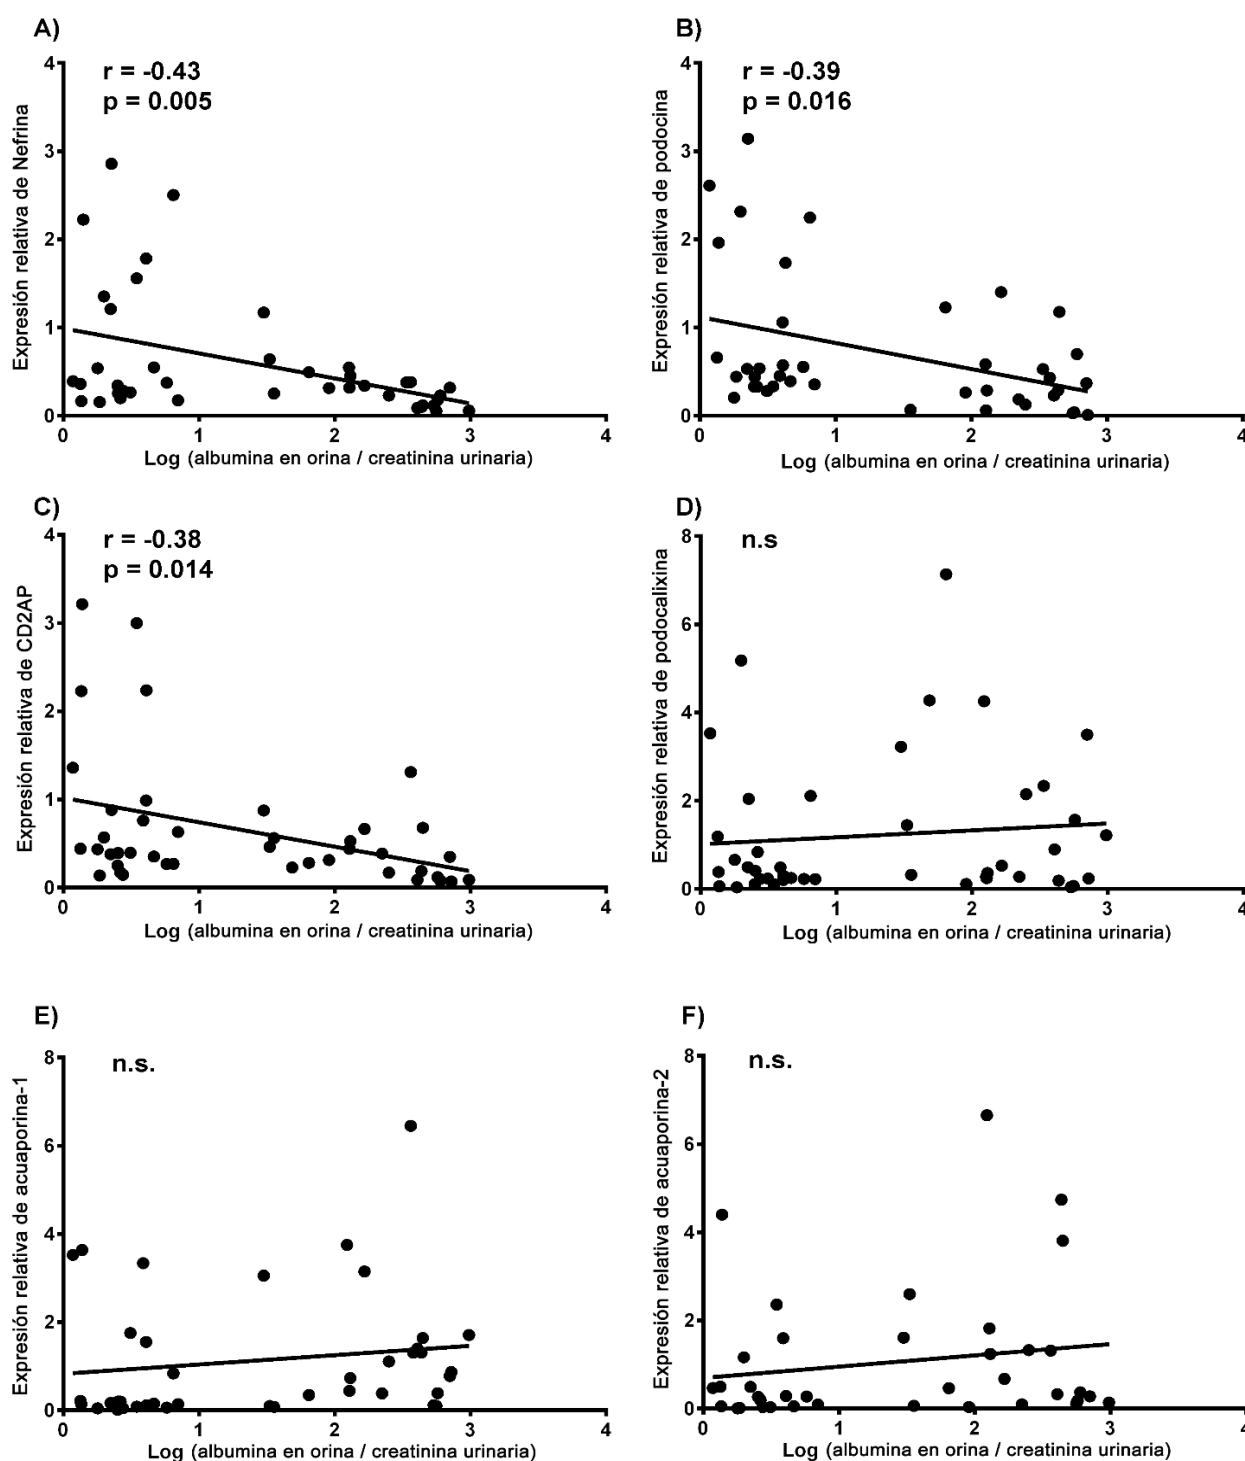 A)
r = -0.43
p = 0.005
Expresión relativa de Nefrina
4
3
2
1
0
0 1 2 3 4
Log (albumina en orina / creatinina urinaria)
B)
r = -0.39
p = 0.016
Expresión relativa de podocina
4
3
2
1
0
0 1 2 3 4
Log (albumina en orina / creatinina urinaria)
C)
r = -0.38
p = 0.014
Expresión relativa de CD2AP
4
3
2
1
0
0 1 2 3 4
Log (albumina en orina / creatinina urinaria)
D)
n.s
Expresión relativa de podocalixina
8
6
4
2
0
0 1 2 3 4
Log (albumina en orina / creatinina urinaria)
E)
n.s.
Expresión relativa de acuaporina-1
8
6
4
2
0
0 1 2 3 4
Log (albumina en orina / creatinina urinaria)
F)
n.s.
Expresión relativa de acuaporina-2
8
6
4
2
0
0 1 2 3 4
Log (albumina en orina / creatinina urinaria)